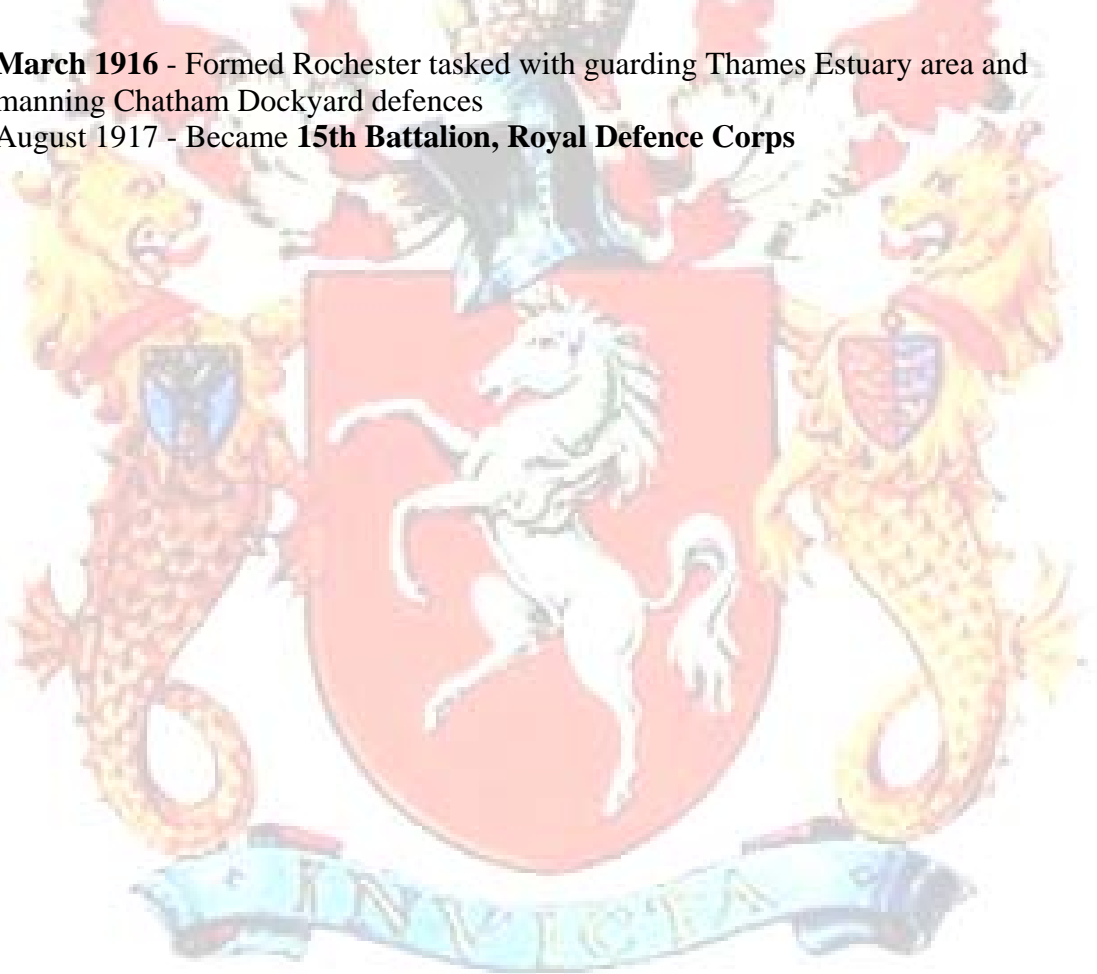 March 1916 - Formed Rochester tasked with guarding Thames Estuary area and
manning Chatham Dockyard defences
August 1917 - Became 15th Battalion, Royal Defence Corps
INVICTA